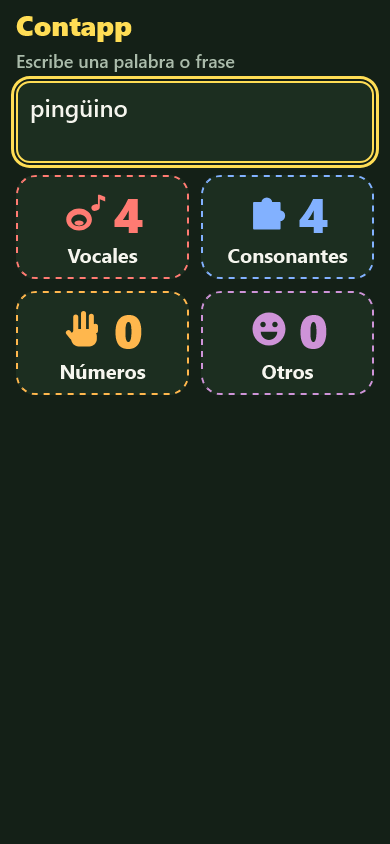 Contapp
Escribe una palabra o frase
pingüino
4
Vocales
4
Consonantes
0
Números
0
Otros